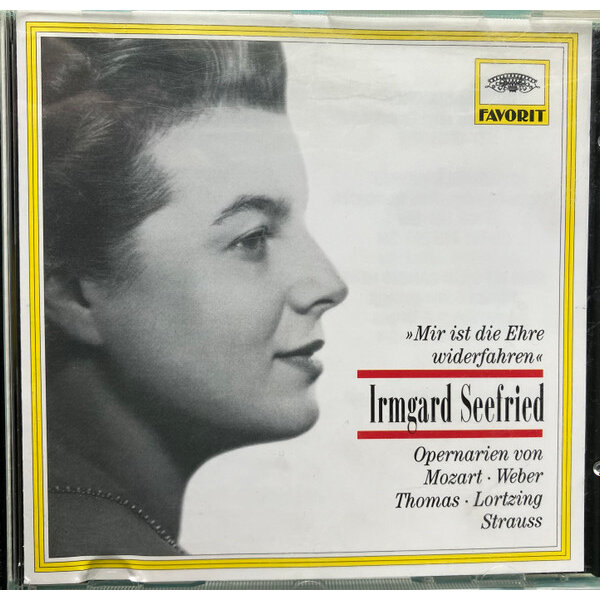 FAVORIT
»Mir ist die Ehre
widerfahren«
Irmgard Seefried
Opernarien von
Mozart · Weber
Thomas · Lortzing
Strauss